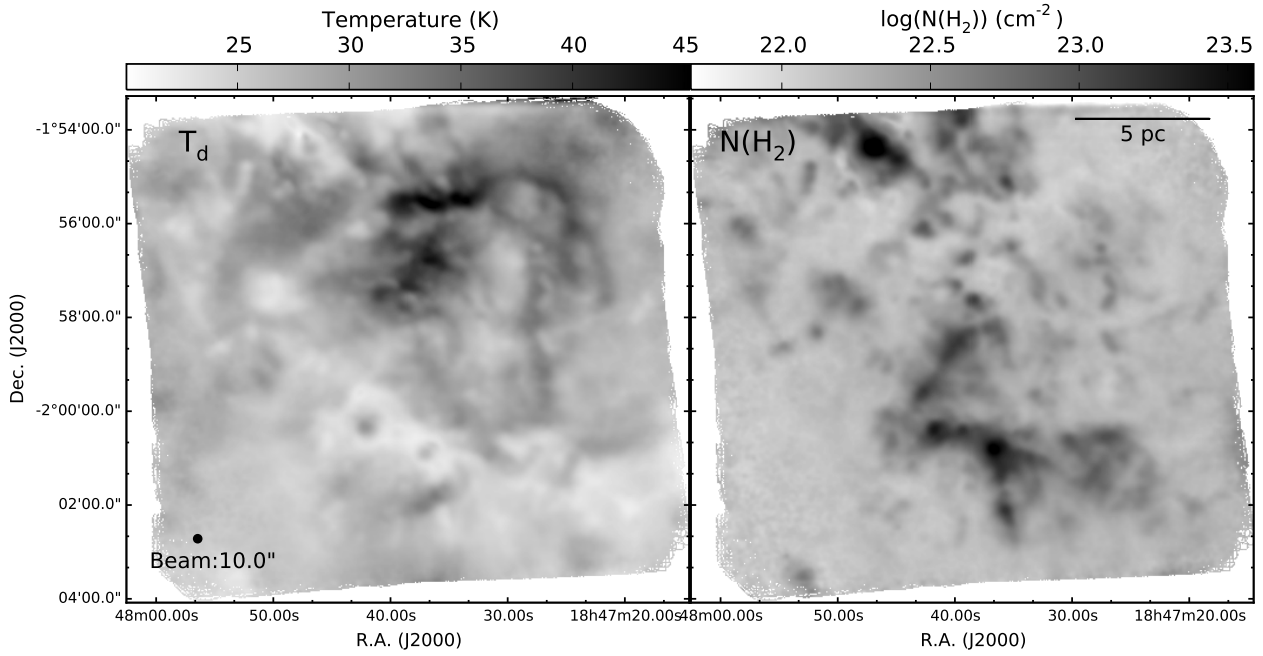 Temperature (K)
log(N(H₂)) (cm⁻²)
25 30 35 40 45 22.0 22.5 23.0 23.5
T_d
N(H₂)
5 pc
-1°54'00.0"
56'00.0"
58'00.0"
-2°00'00.0"
02'00.0"
04'00.0"
Dec. (J2000)
Beam:10.0"
48m00.00s 50.00s 40.00s 30.00s 18h47m20.00s
48m00.00s 50.00s 40.00s 30.00s 18h47m20.00s
R.A. (J2000)
R.A. (J2000)